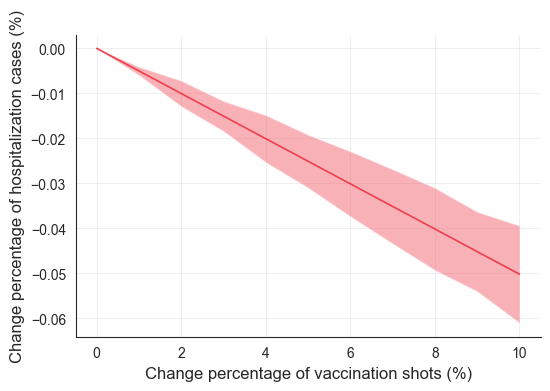 Change percentage of hospitalization cases (%)
0.00
−0.01
−0.02
−0.03
−0.04
−0.05
−0.06
0 2 4 6 8 10
Change percentage of vaccination shots (%)